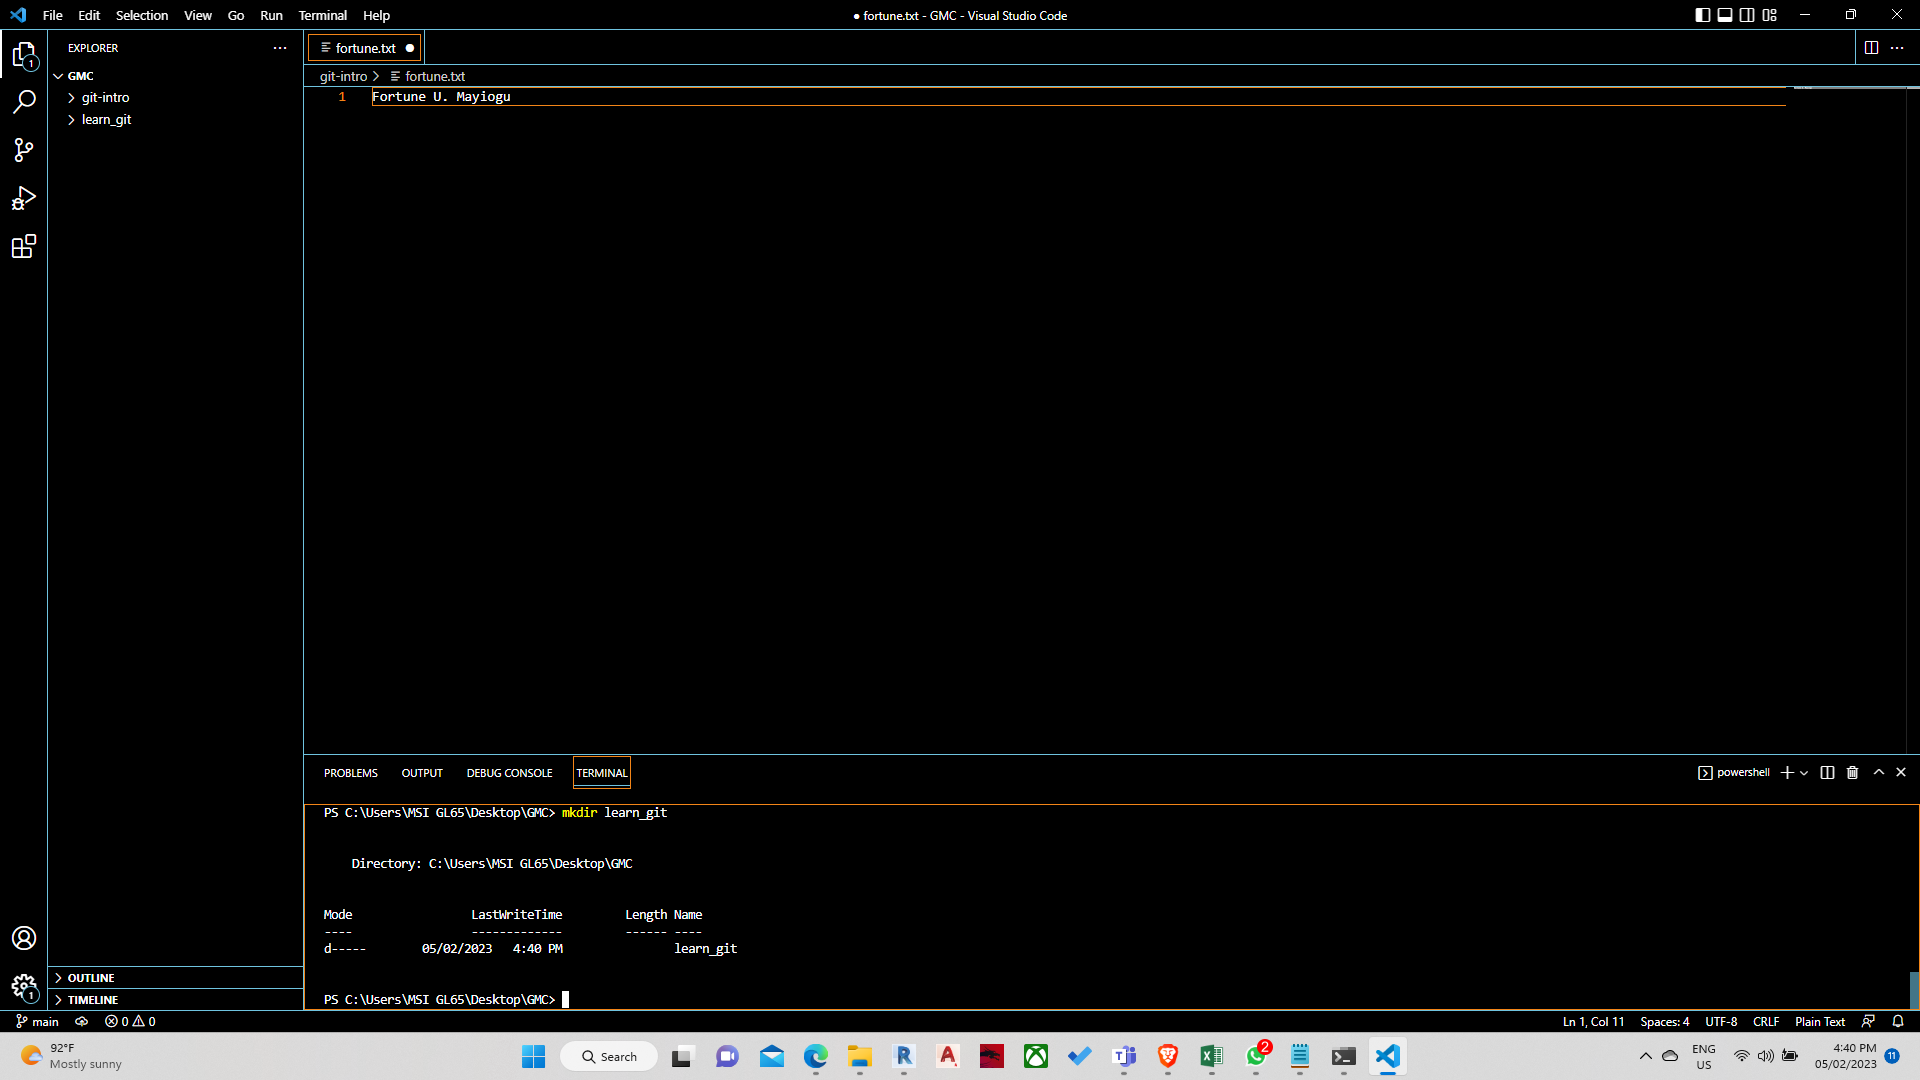 File Edit Selection View Go Run Terminal Help
● fortune.txt - GMC - Visual Studio Code
EXPLORER
GMC
git-intro
learn_git
OUTLINE
TIMELINE
1
1
fortune.txt
git-intro > fortune.txt
1 Fortune U. Mayiogu
PROBLEMS OUTPUT DEBUG CONSOLE TERMINAL
powershell
PS C:\Users\MSI GL65\Desktop\GMC> mkdir learn_git
Directory: C:\Users\MSI GL65\Desktop\GMC
Mode LastWriteTime Length Name
---- ------------- ------ ----
d----- 05/02/2023 4:40 PM learn_git
PS C:\Users\MSI GL65\Desktop\GMC>
main 0 0
Ln 1, Col 11 Spaces: 4 UTF-8 CRLF Plain Text
92°F
Mostly sunny
Search
2
ENG
US
4:40 PM
05/02/2023
11